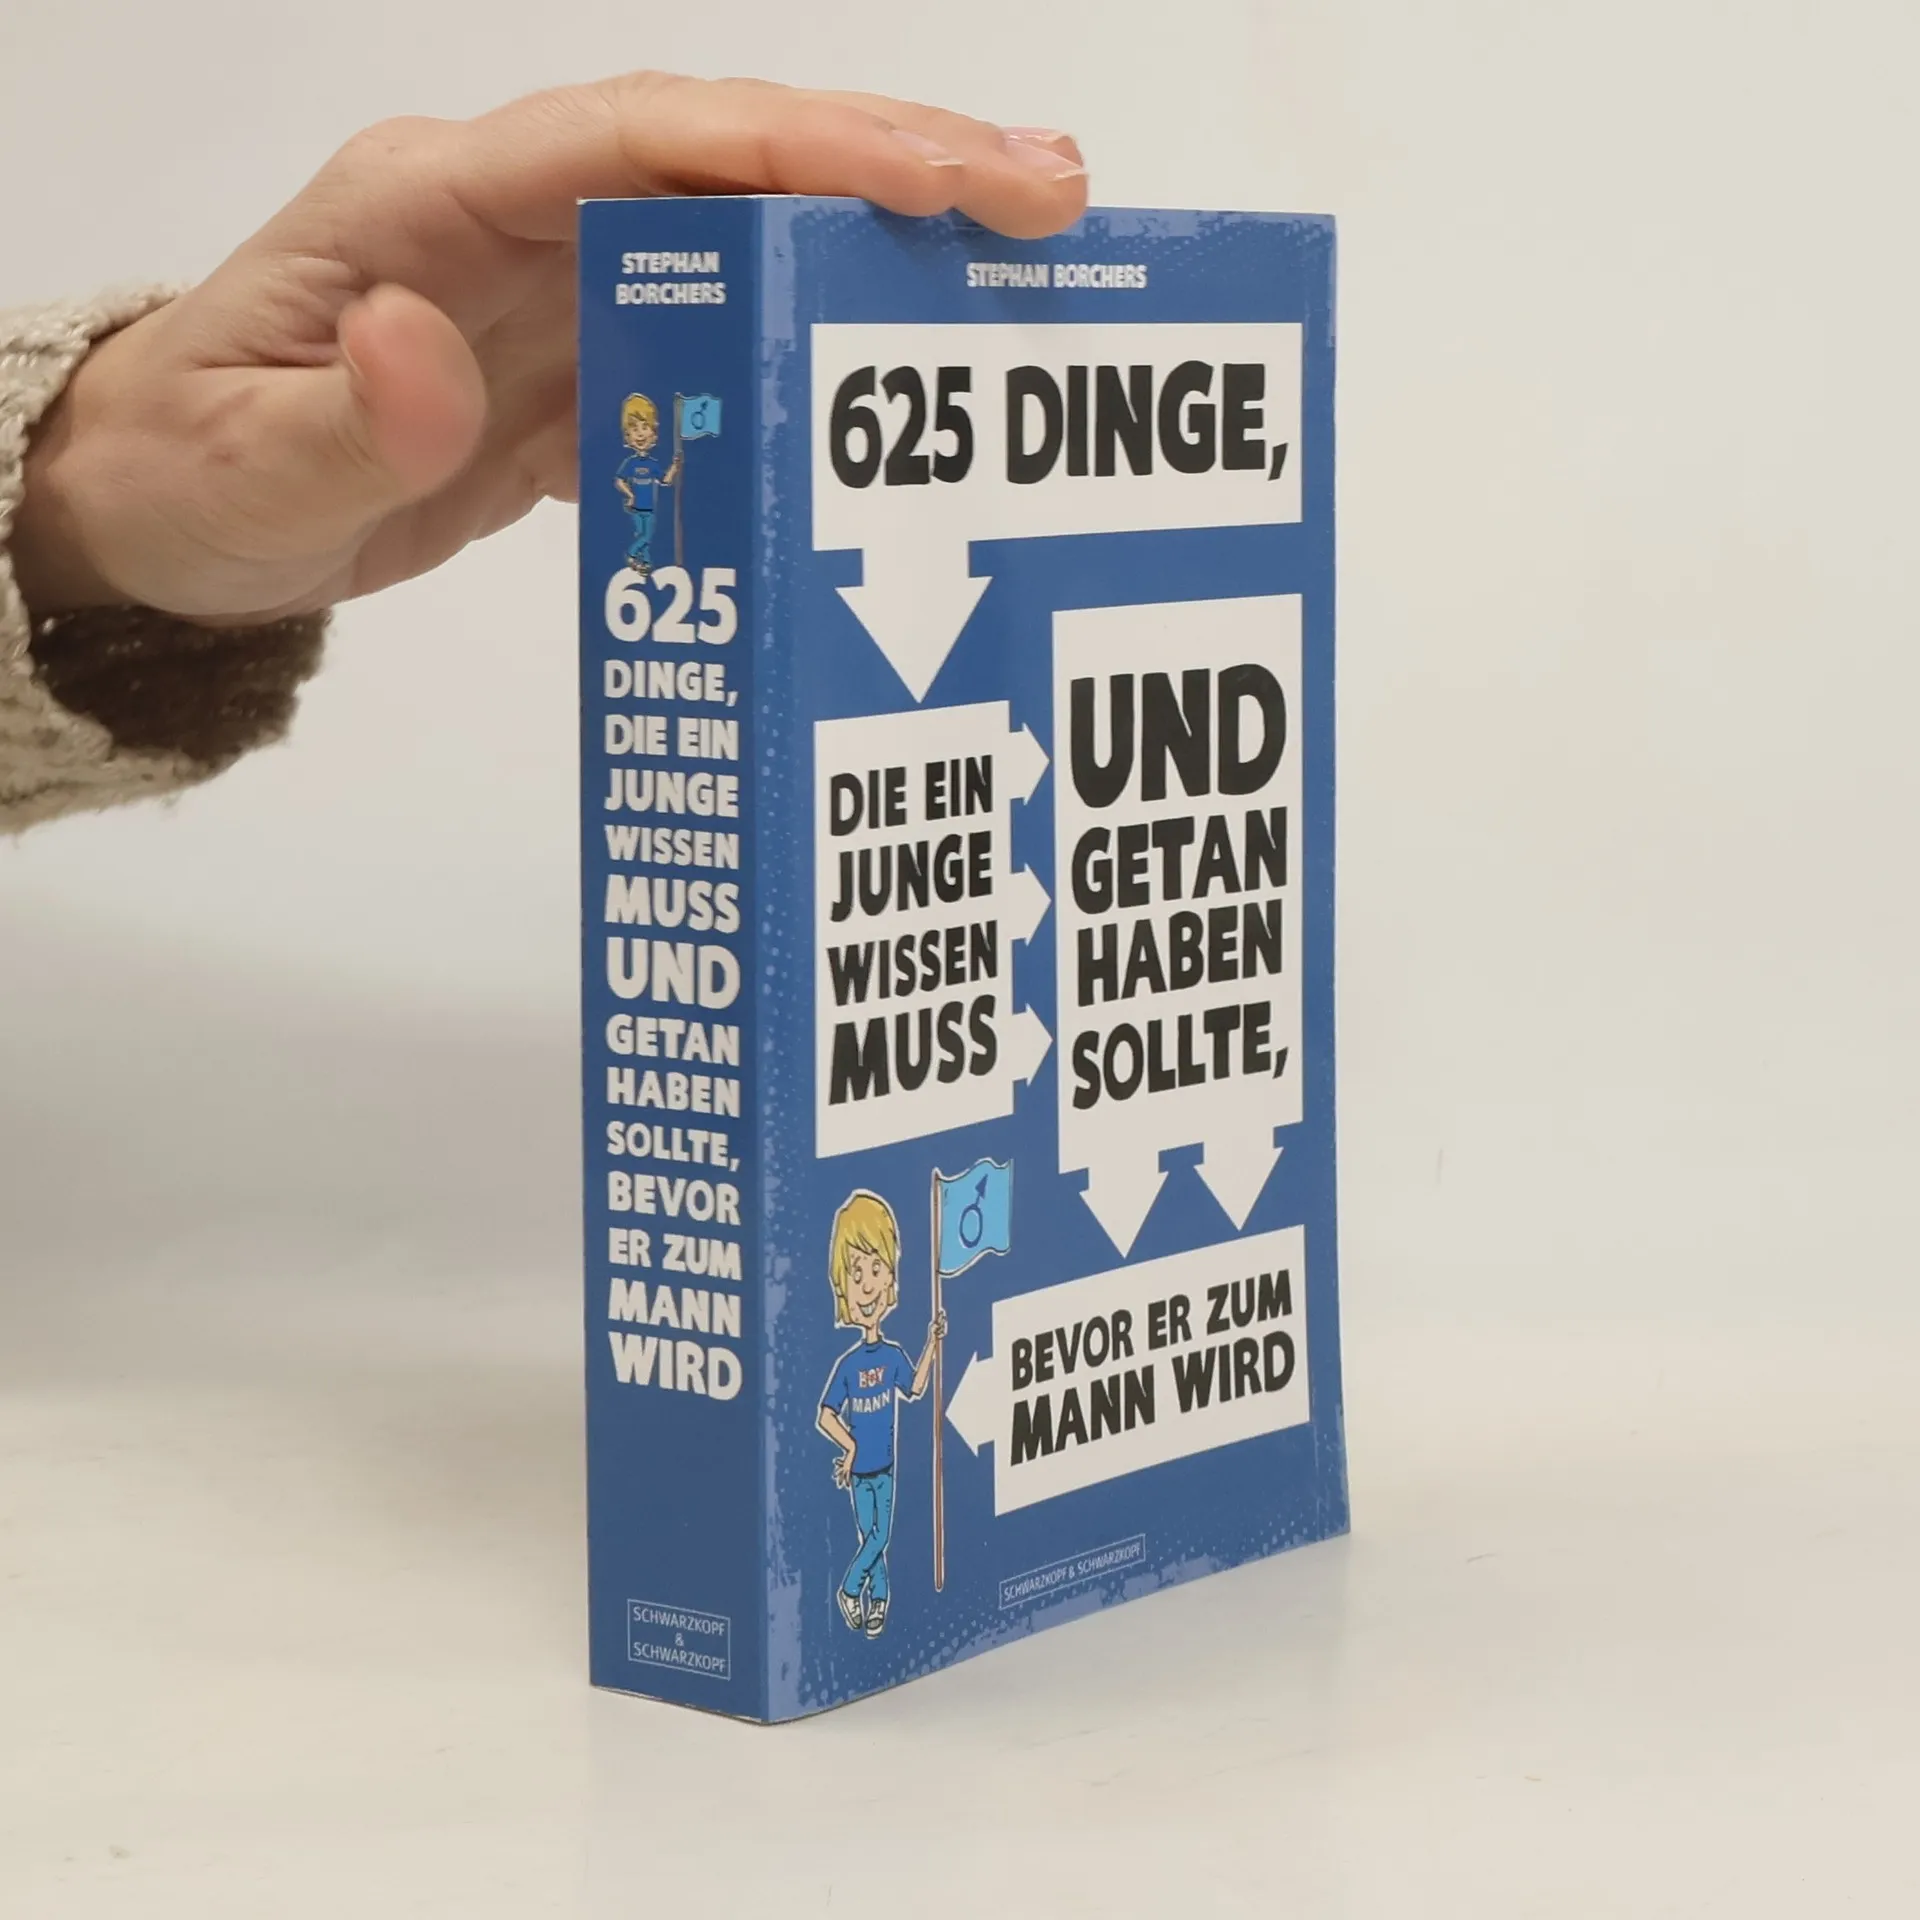 STEPHAN
BORCHERS
625
DINGE,
DIE EIN
JUNGE
WISSEN
MUSS
UND
GETAN
HABEN
SOLLTE,
BEVOR
ER ZUM
MANN
WIRD
SCHWARZKOPF
&
SCHWARZKOPF
STEPHAN BORCHERS
625 DINGE,
DIE EIN
JUNGE
WISSEN
MUSS
UND
GETAN
HABEN
SOLLTE,
BEVOR ER ZUM
MANN WIRD
BOY
MANN
SCHWARZKOPF & SCHWARZKOPF